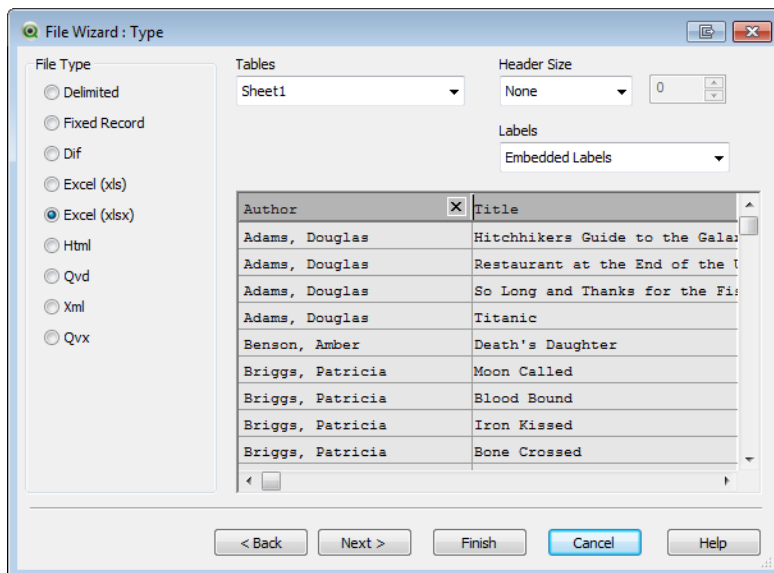 File Wizard : Type
File Type
Delimited
Fixed Record
Dif
Excel (xls)
Excel (xlsx)
Html
Qvd
Xml
Qvx
Tables
Sheet1
Header Size
None
0
Labels
Embedded Labels
Author Title
Adams, Douglas Hitchhikers Guide to the
Adams, Douglas Restaurant at the End of the
Adams, Douglas So Long and Thanks for the
Adams, Douglas Titanic
Benson, Amber Death's Daughter
Briggs, Patricia Moon Called
Briggs, Patricia Blood Bound
Briggs, Patricia Iron Kissed
Briggs, Patricia Bone Crossed
< Back Next > Finish Cancel Help